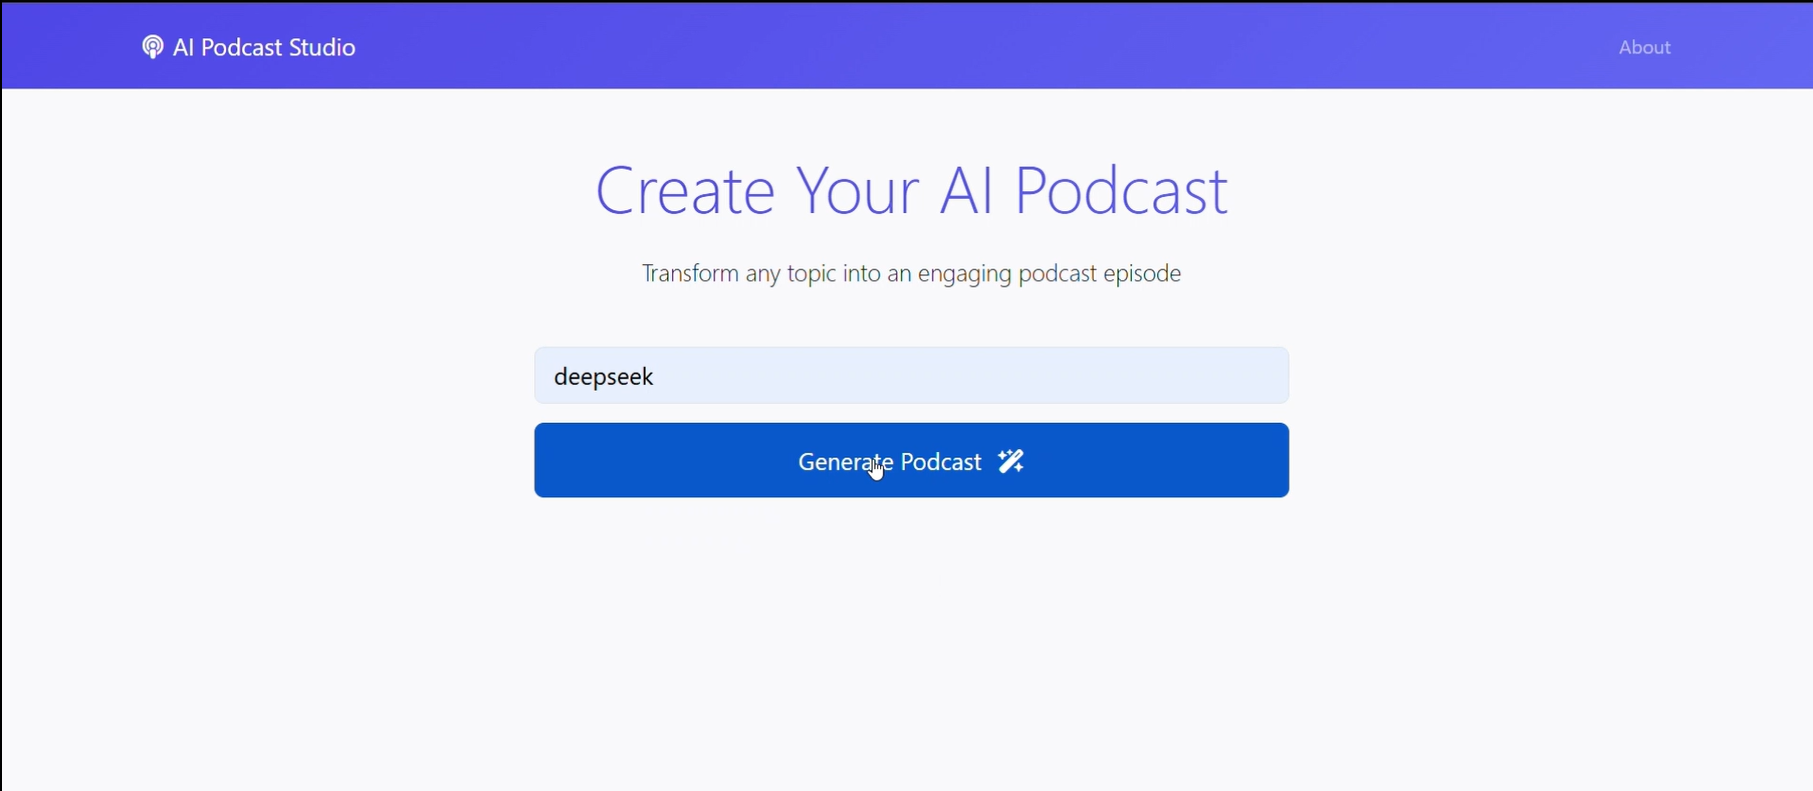 AI Podcast Studio
About
Create Your AI Podcast
Transform any topic into an engaging podcast episode
deepseek
Generate Podcast